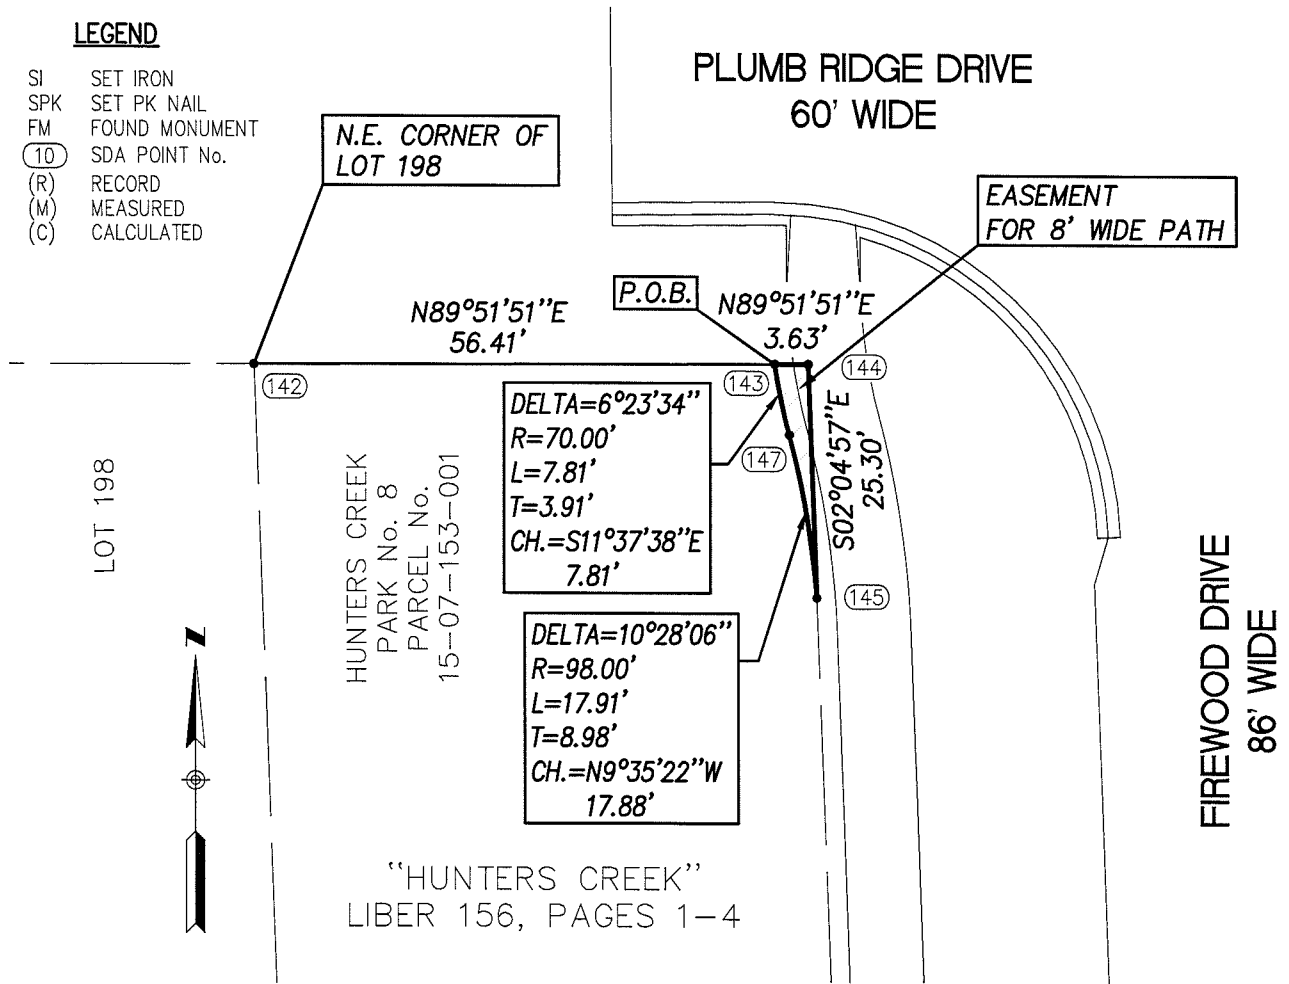 LEGEND
SI SET IRON
SPK SET PK NAIL
FM FOUND MONUMENT
10 SDA POINT No.
(R) RECORD
(M) MEASURED
(C) CALCULATED
N.E. CORNER OF
LOT 198
PLUMB RIDGE DRIVE
60' WIDE
EASEMENT
FOR 8' WIDE PATH
P.O.B.
N89°51'51"E
56.41'
N89°51'51"E
3.63'
142
143
144
147
145
DELTA=6°23'34"
R=70.00'
L=7.81'
T=3.91'
CH.=S11°37'38"E
7.81'
S02°04'57"E
25.30'
LOT 198
HUNTERS CREEK
PARK No. 8
PARCEL No.
15-07-153-001
DELTA=10°28'06"
R=98.00'
L=17.91'
T=8.98'
CH.=N9°35'22"W
17.88'
FIREWOOD DRIVE
86' WIDE
N
"HUNTERS CREEK"
LIBER 156, PAGES 1-4